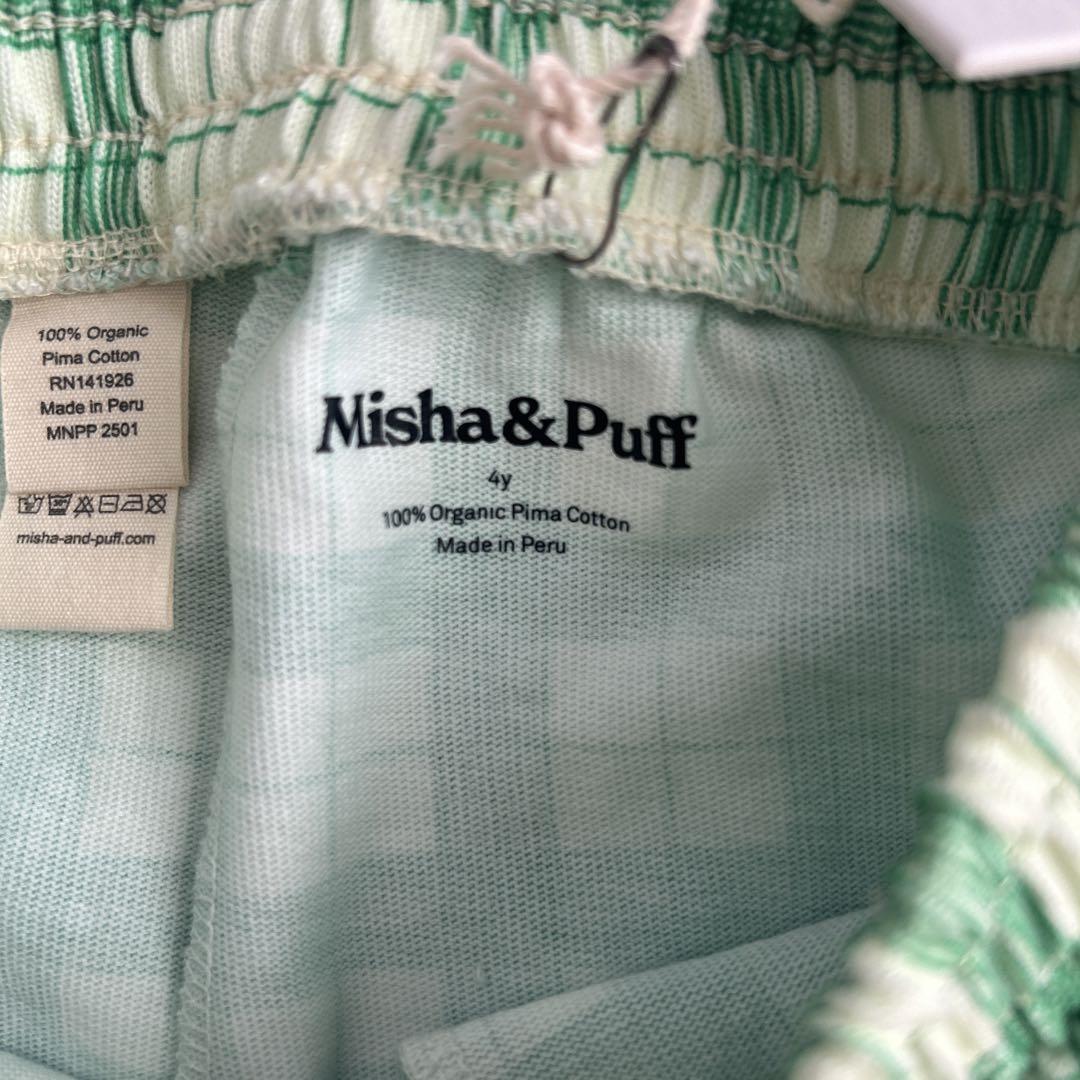 100% Organic
Pima Cotton
RN141926
Made in Peru
MNPP 2501
misha-and-puff.com
Misha&Puff
4y
100% Organic Pima Cotton
Made in Peru